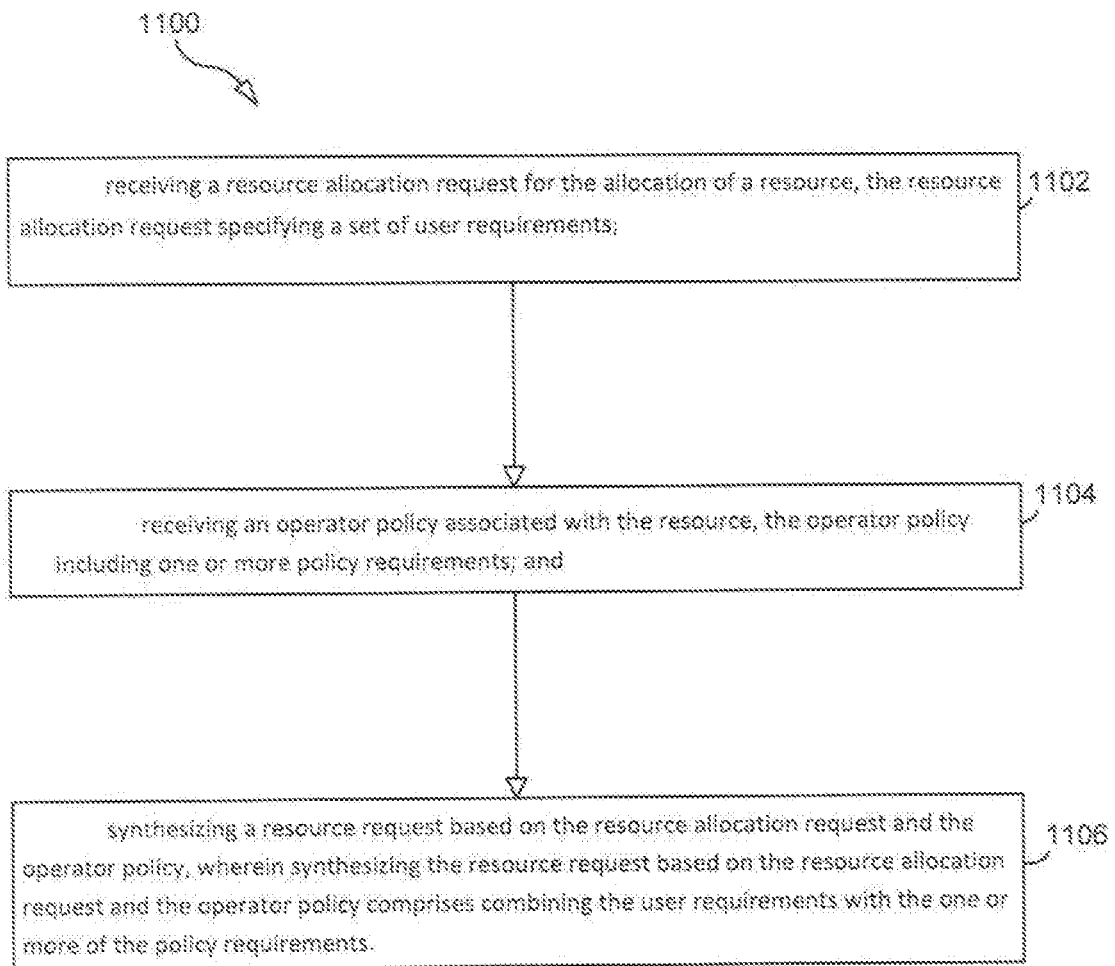 1100
receiving a resource allocation request for the allocation of a resource, the resource
1102
allocation request specifying a set of user requirements;
1104
receiving an operator policy associated with the resource, the operator policy
including one or more policy requirements; and
synthesizing a resource request based on the resource allocation request and the
1106
operator policy, wherein synthesizing the resource request based on the resource allocation
request and the operator policy comprises combining the user requirements with the one or
more of the policy requirements.